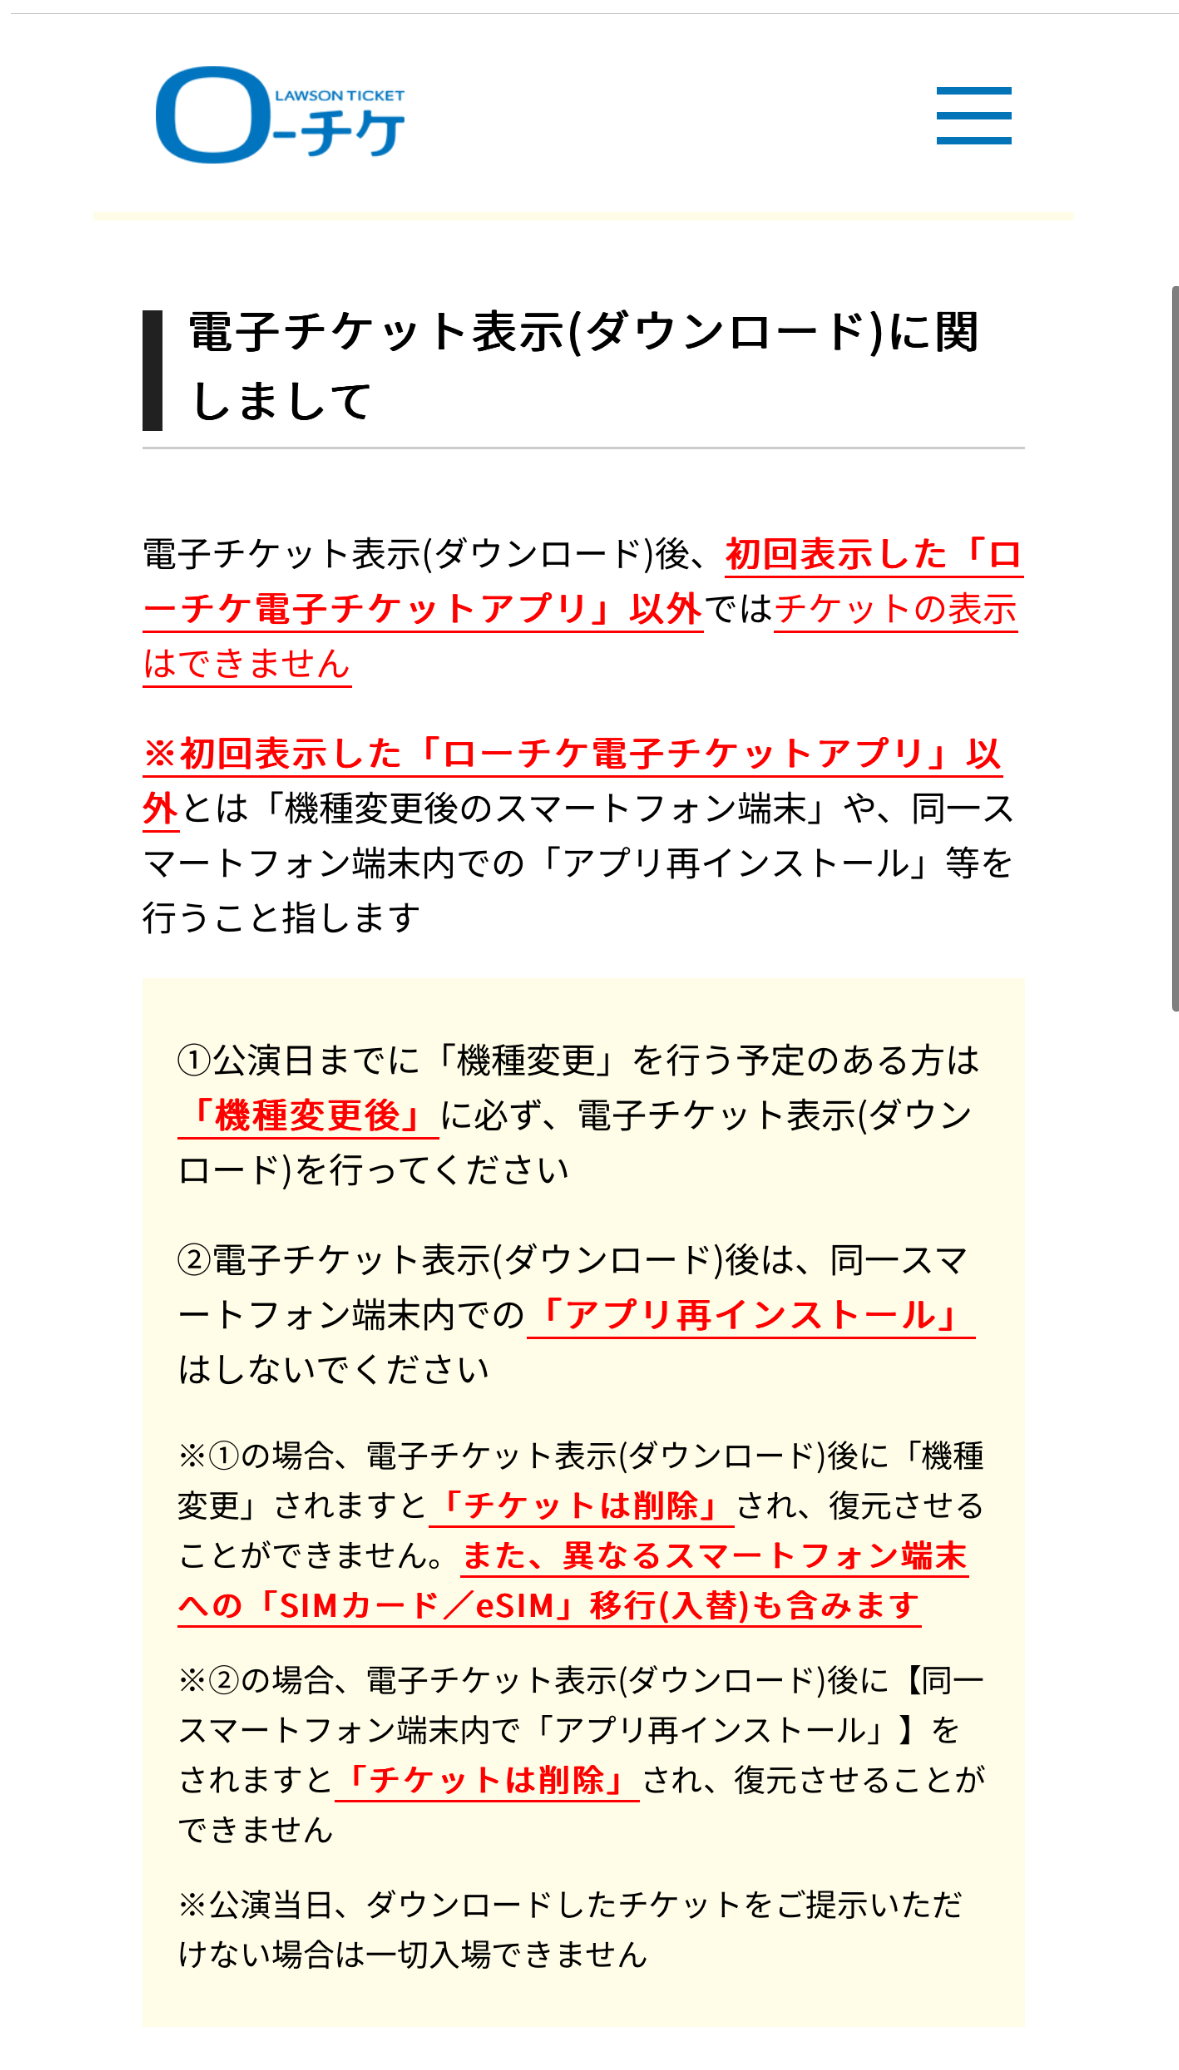 LAWSON TICKET
ローチケ
電子チケット表示(ダウンロード)に関
しまして
電子チケット表示(ダウンロード)後、初回表示した「ロ
ーチケ電子チケットアプリ」以外ではチケットの表示
はできません
※初回表示した「ローチケ電子チケットアプリ」以
外とは「機種変更後のスマートフォン端末」や、同一ス
マートフォン端末内での「アプリ再インストール」等を
行うこと指します
①公演日までに「機種変更」を行う予定のある方は
「機種変更後」に必ず、電子チケット表示(ダウン
ロード)を行ってください
②電子チケット表示(ダウンロード)後は、同一スマ
ートフォン端末内での「アプリ再インストール」
はしないでください
※①の場合、電子チケット表示(ダウンロード)後に「機種
変更」されますと「チケットは削除」され、復元させる
ことができません。また、異なるスマートフォン端末
への「SIMカード／eSIM」移行(入替)も含みます
※②の場合、電子チケット表示(ダウンロード)後に【同一
スマートフォン端末内で「アプリ再インストール」】を
されますと「チケットは削除」され、復元させることが
できません
※公演当日、ダウンロードしたチケットをご提示いただ
けない場合は一切入場できません